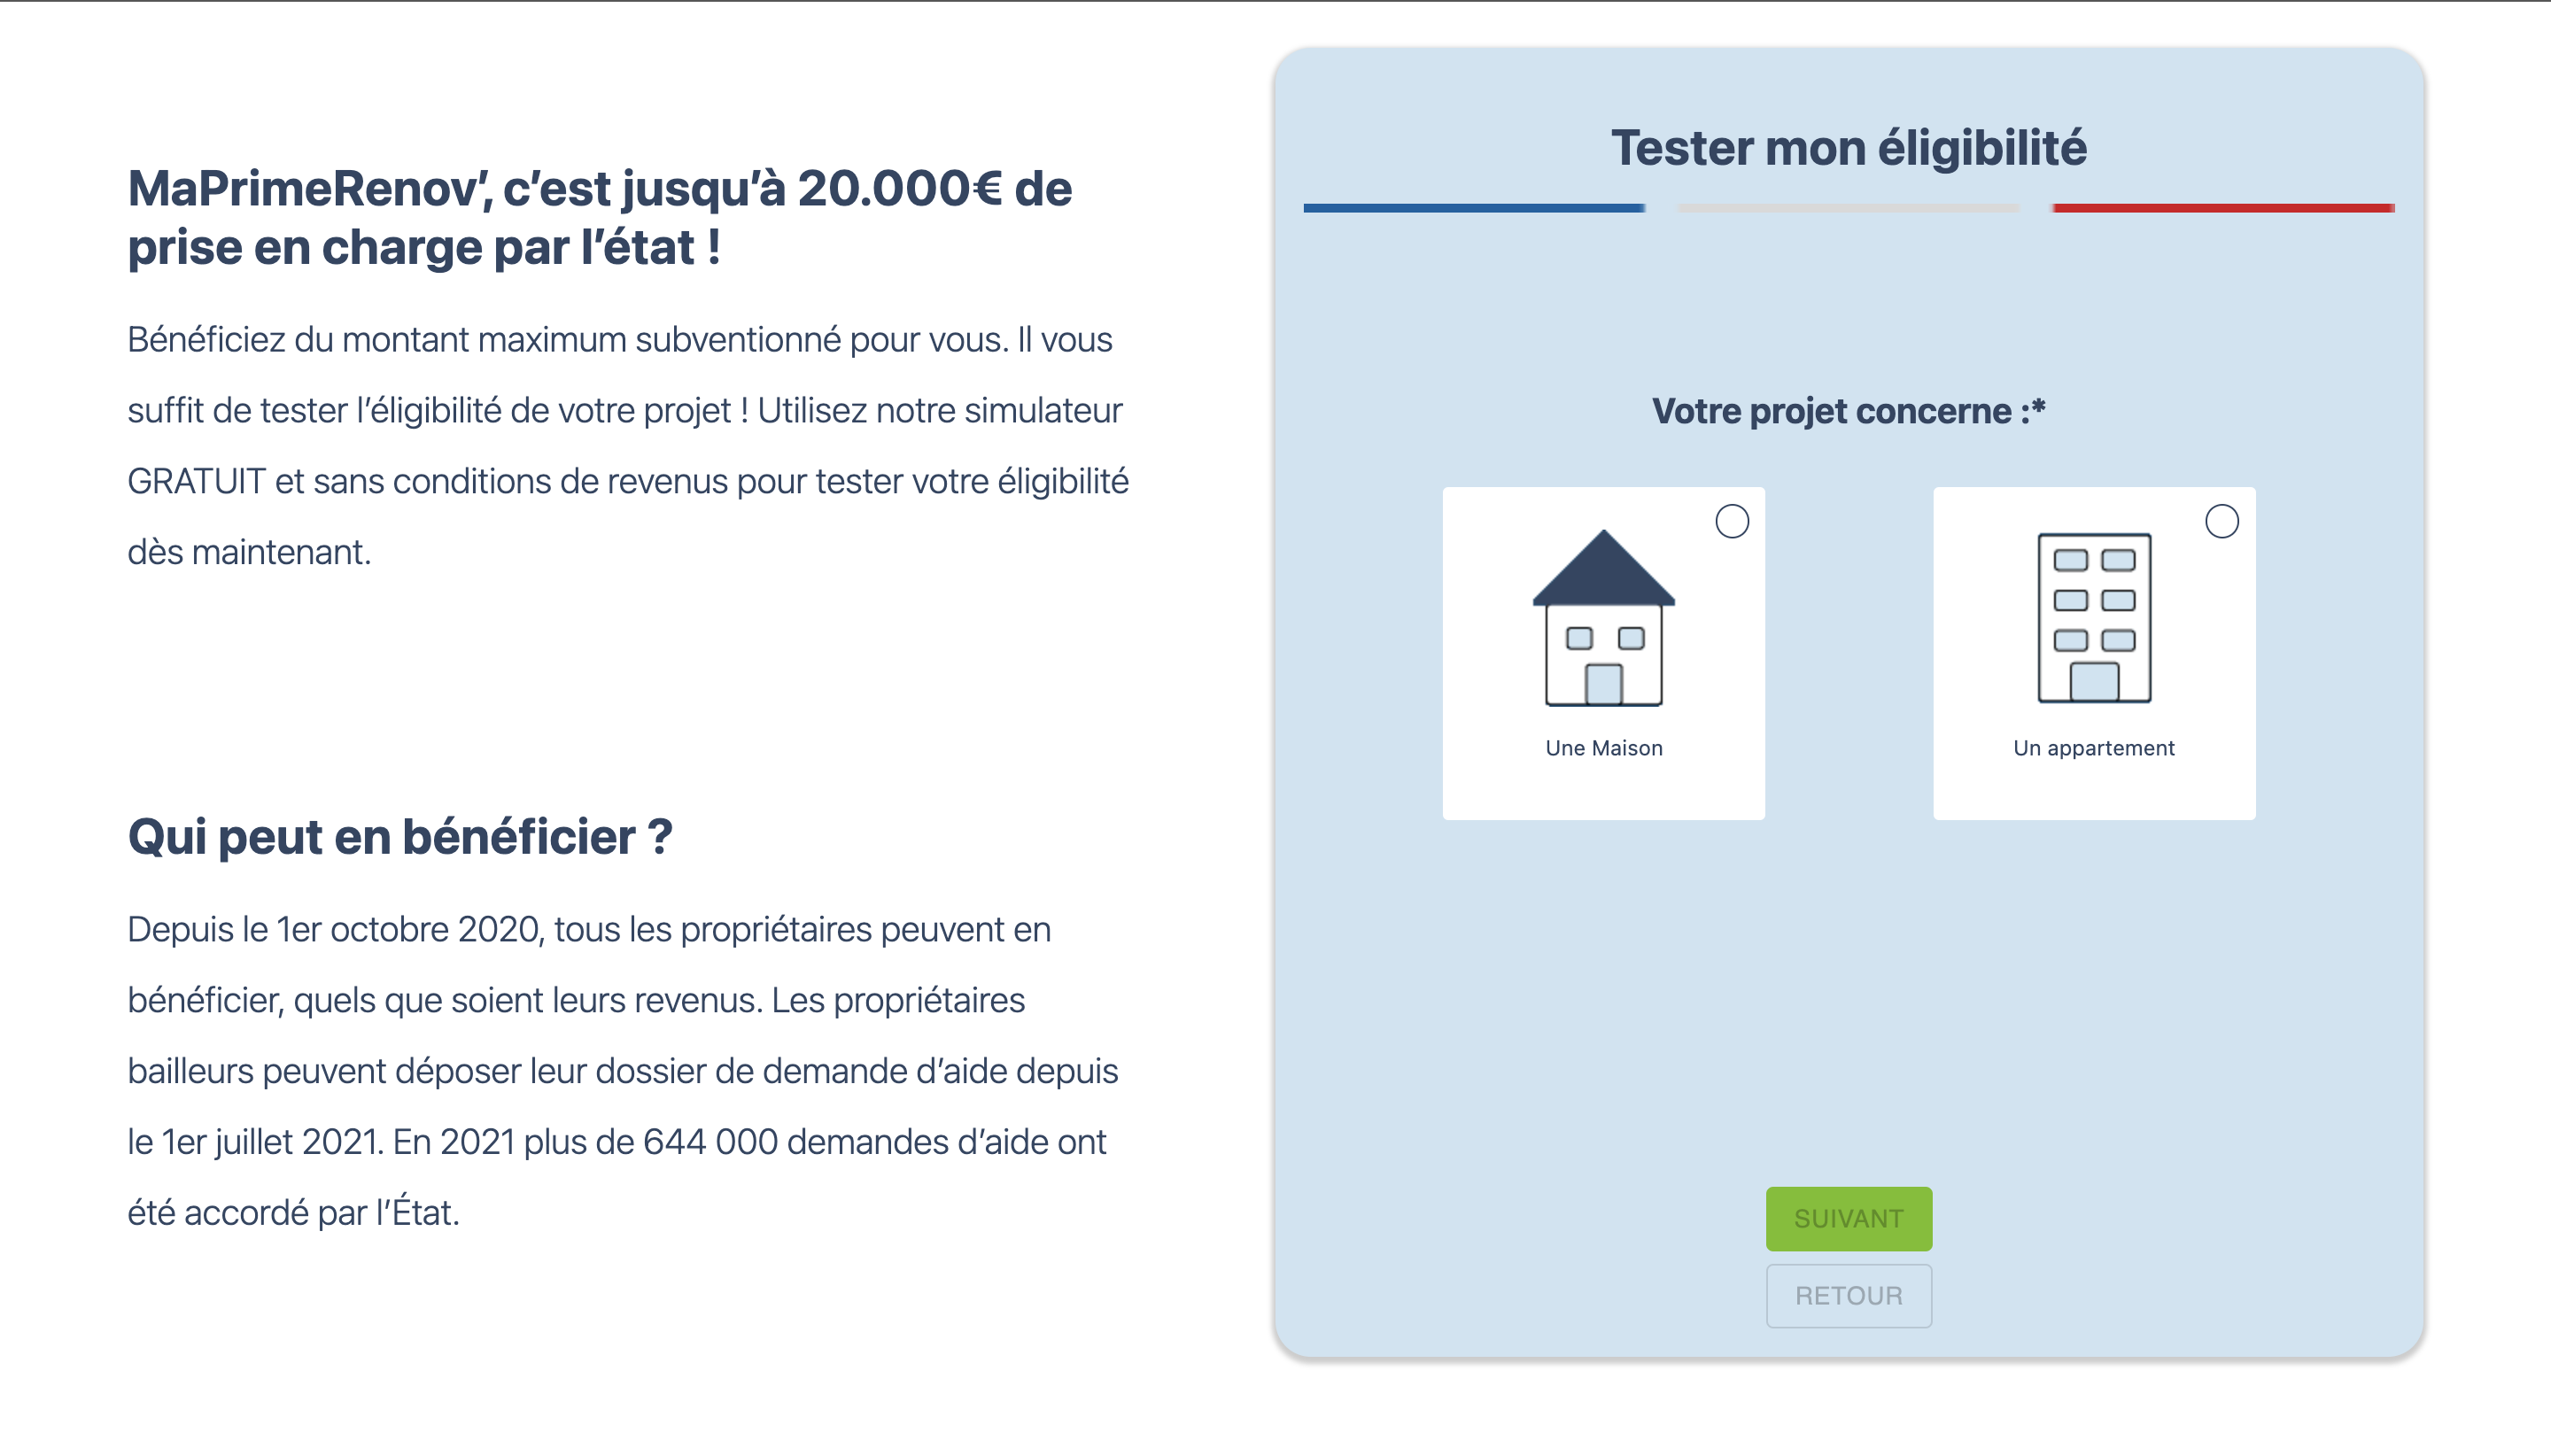 MaPrimeRenov’, c’est jusqu’à 20.000€ de
prise en charge par l’état !
Bénéficiez du montant maximum subventionné pour vous. Il vous
suffit de tester l’éligibilité de votre projet ! Utilisez notre simulateur
GRATUIT et sans conditions de revenus pour tester votre éligibilité
dès maintenant.
Qui peut en bénéficier ?
Depuis le 1er octobre 2020, tous les propriétaires peuvent en
bénéficier, quels que soient leurs revenus. Les propriétaires
bailleurs peuvent déposer leur dossier de demande d’aide depuis
le 1er juillet 2021. En 2021 plus de 644 000 demandes d’aide ont
été accordé par l’État.
Tester mon éligibilité
Votre projet concerne :*
Une Maison
Un appartement
SUIVANT
RETOUR